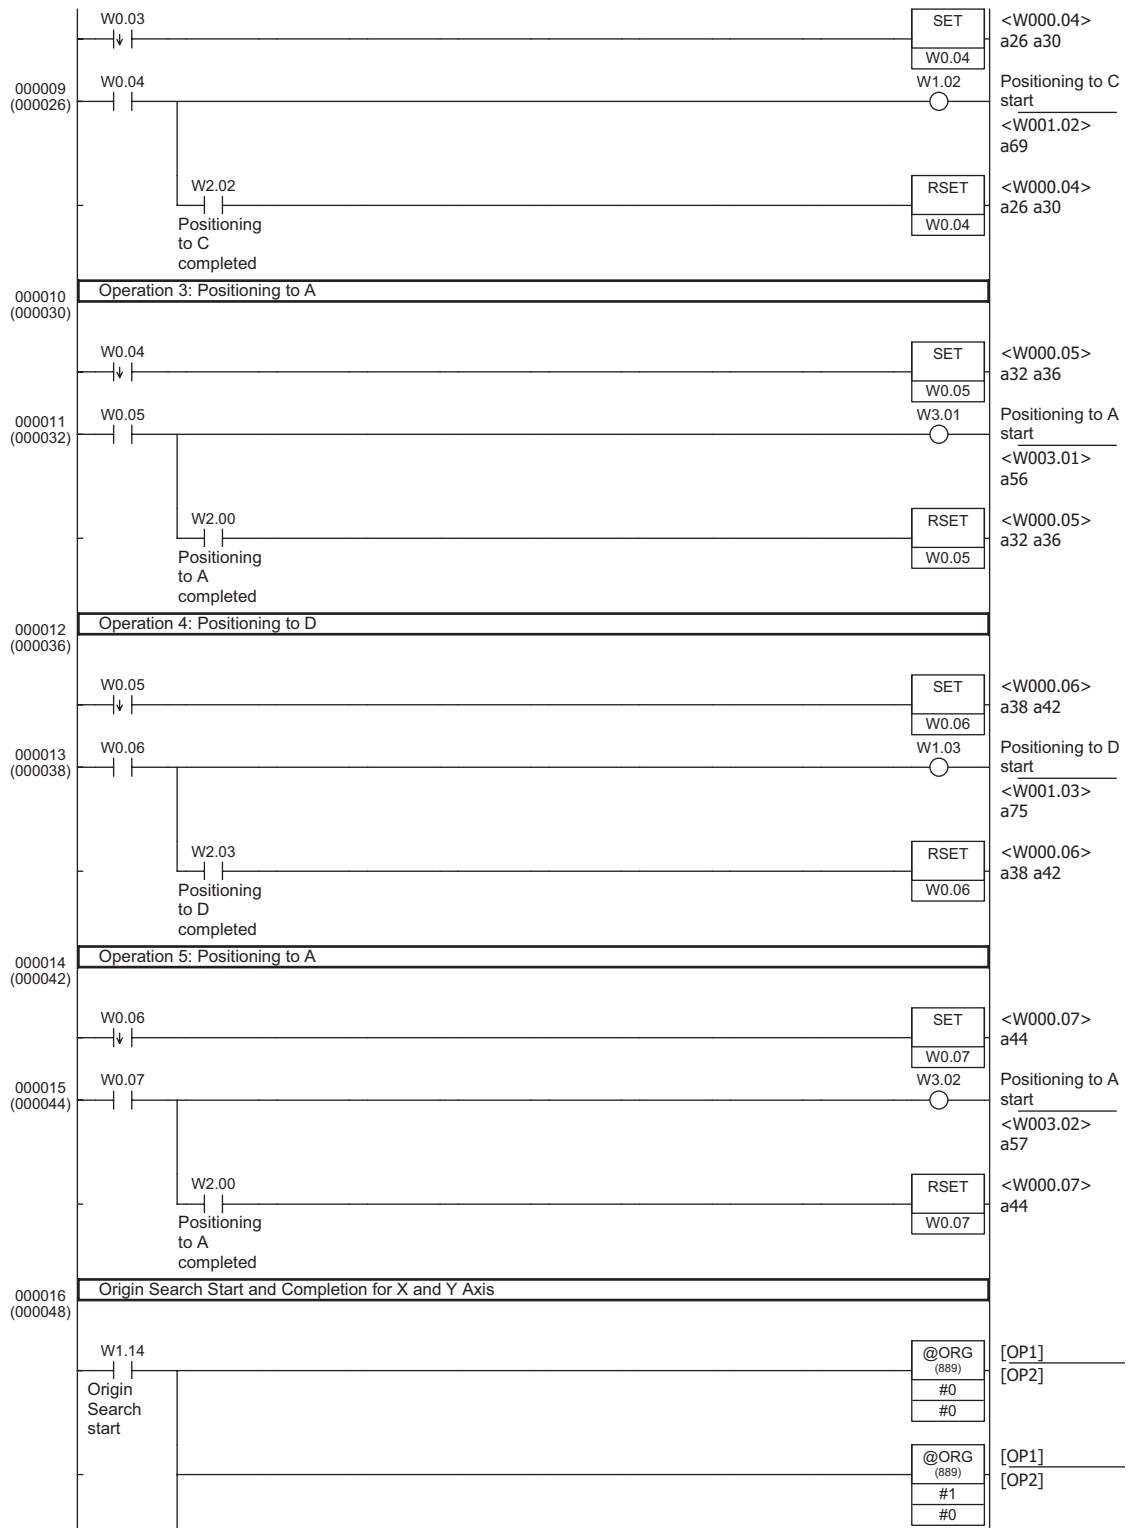 W0.03
SET
W0.04
<W000.04>
a26 a30
000009
(000026)
W0.04
W1.02
Positioning to C
start
<W001.02>
a69
W2.02
Positioning
to C
completed
RSET
W0.04
<W000.04>
a26 a30
000010
(000030)
Operation 3: Positioning to A
W0.04
SET
W0.05
<W000.05>
a32 a36
000011
(000032)
W0.05
W3.01
Positioning to A
start
<W003.01>
a56
W2.00
Positioning
to A
completed
RSET
W0.05
<W000.05>
a32 a36
000012
(000036)
Operation 4: Positioning to D
W0.05
SET
W0.06
<W000.06>
a38 a42
000013
(000038)
W0.06
W1.03
Positioning to D
start
<W001.03>
a75
W2.03
Positioning
to D
completed
RSET
W0.06
<W000.06>
a38 a42
000014
(000042)
Operation 5: Positioning to A
W0.06
SET
W0.07
<W000.07>
a44
000015
(000044)
W0.07
W3.02
Positioning to A
start
<W003.02>
a57
W2.00
Positioning
to A
completed
RSET
W0.07
<W000.07>
a44
000016
(000048)
Origin Search Start and Completion for X and Y Axis
W1.14
Origin
Search
start
@ORG
(889)
#0
#0
[OP1]
[OP2]
@ORG
(889)
#1
#0
[OP1]
[OP2]